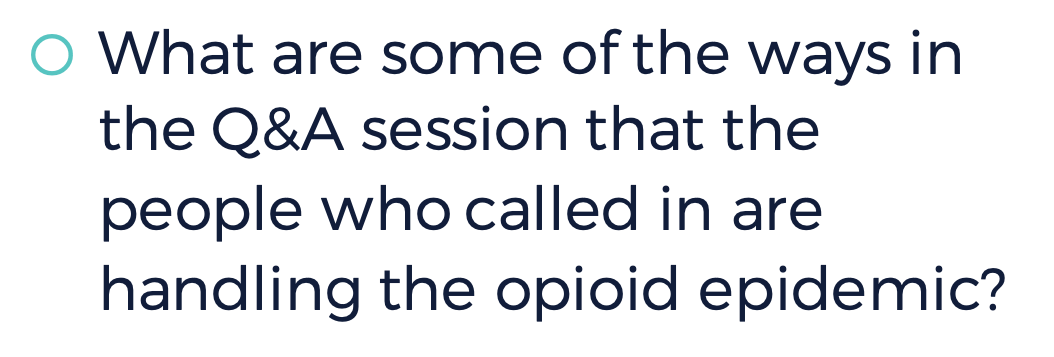 What are some of the ways in
the Q&A session that the
people who called in are
handling the opioid epidemic?